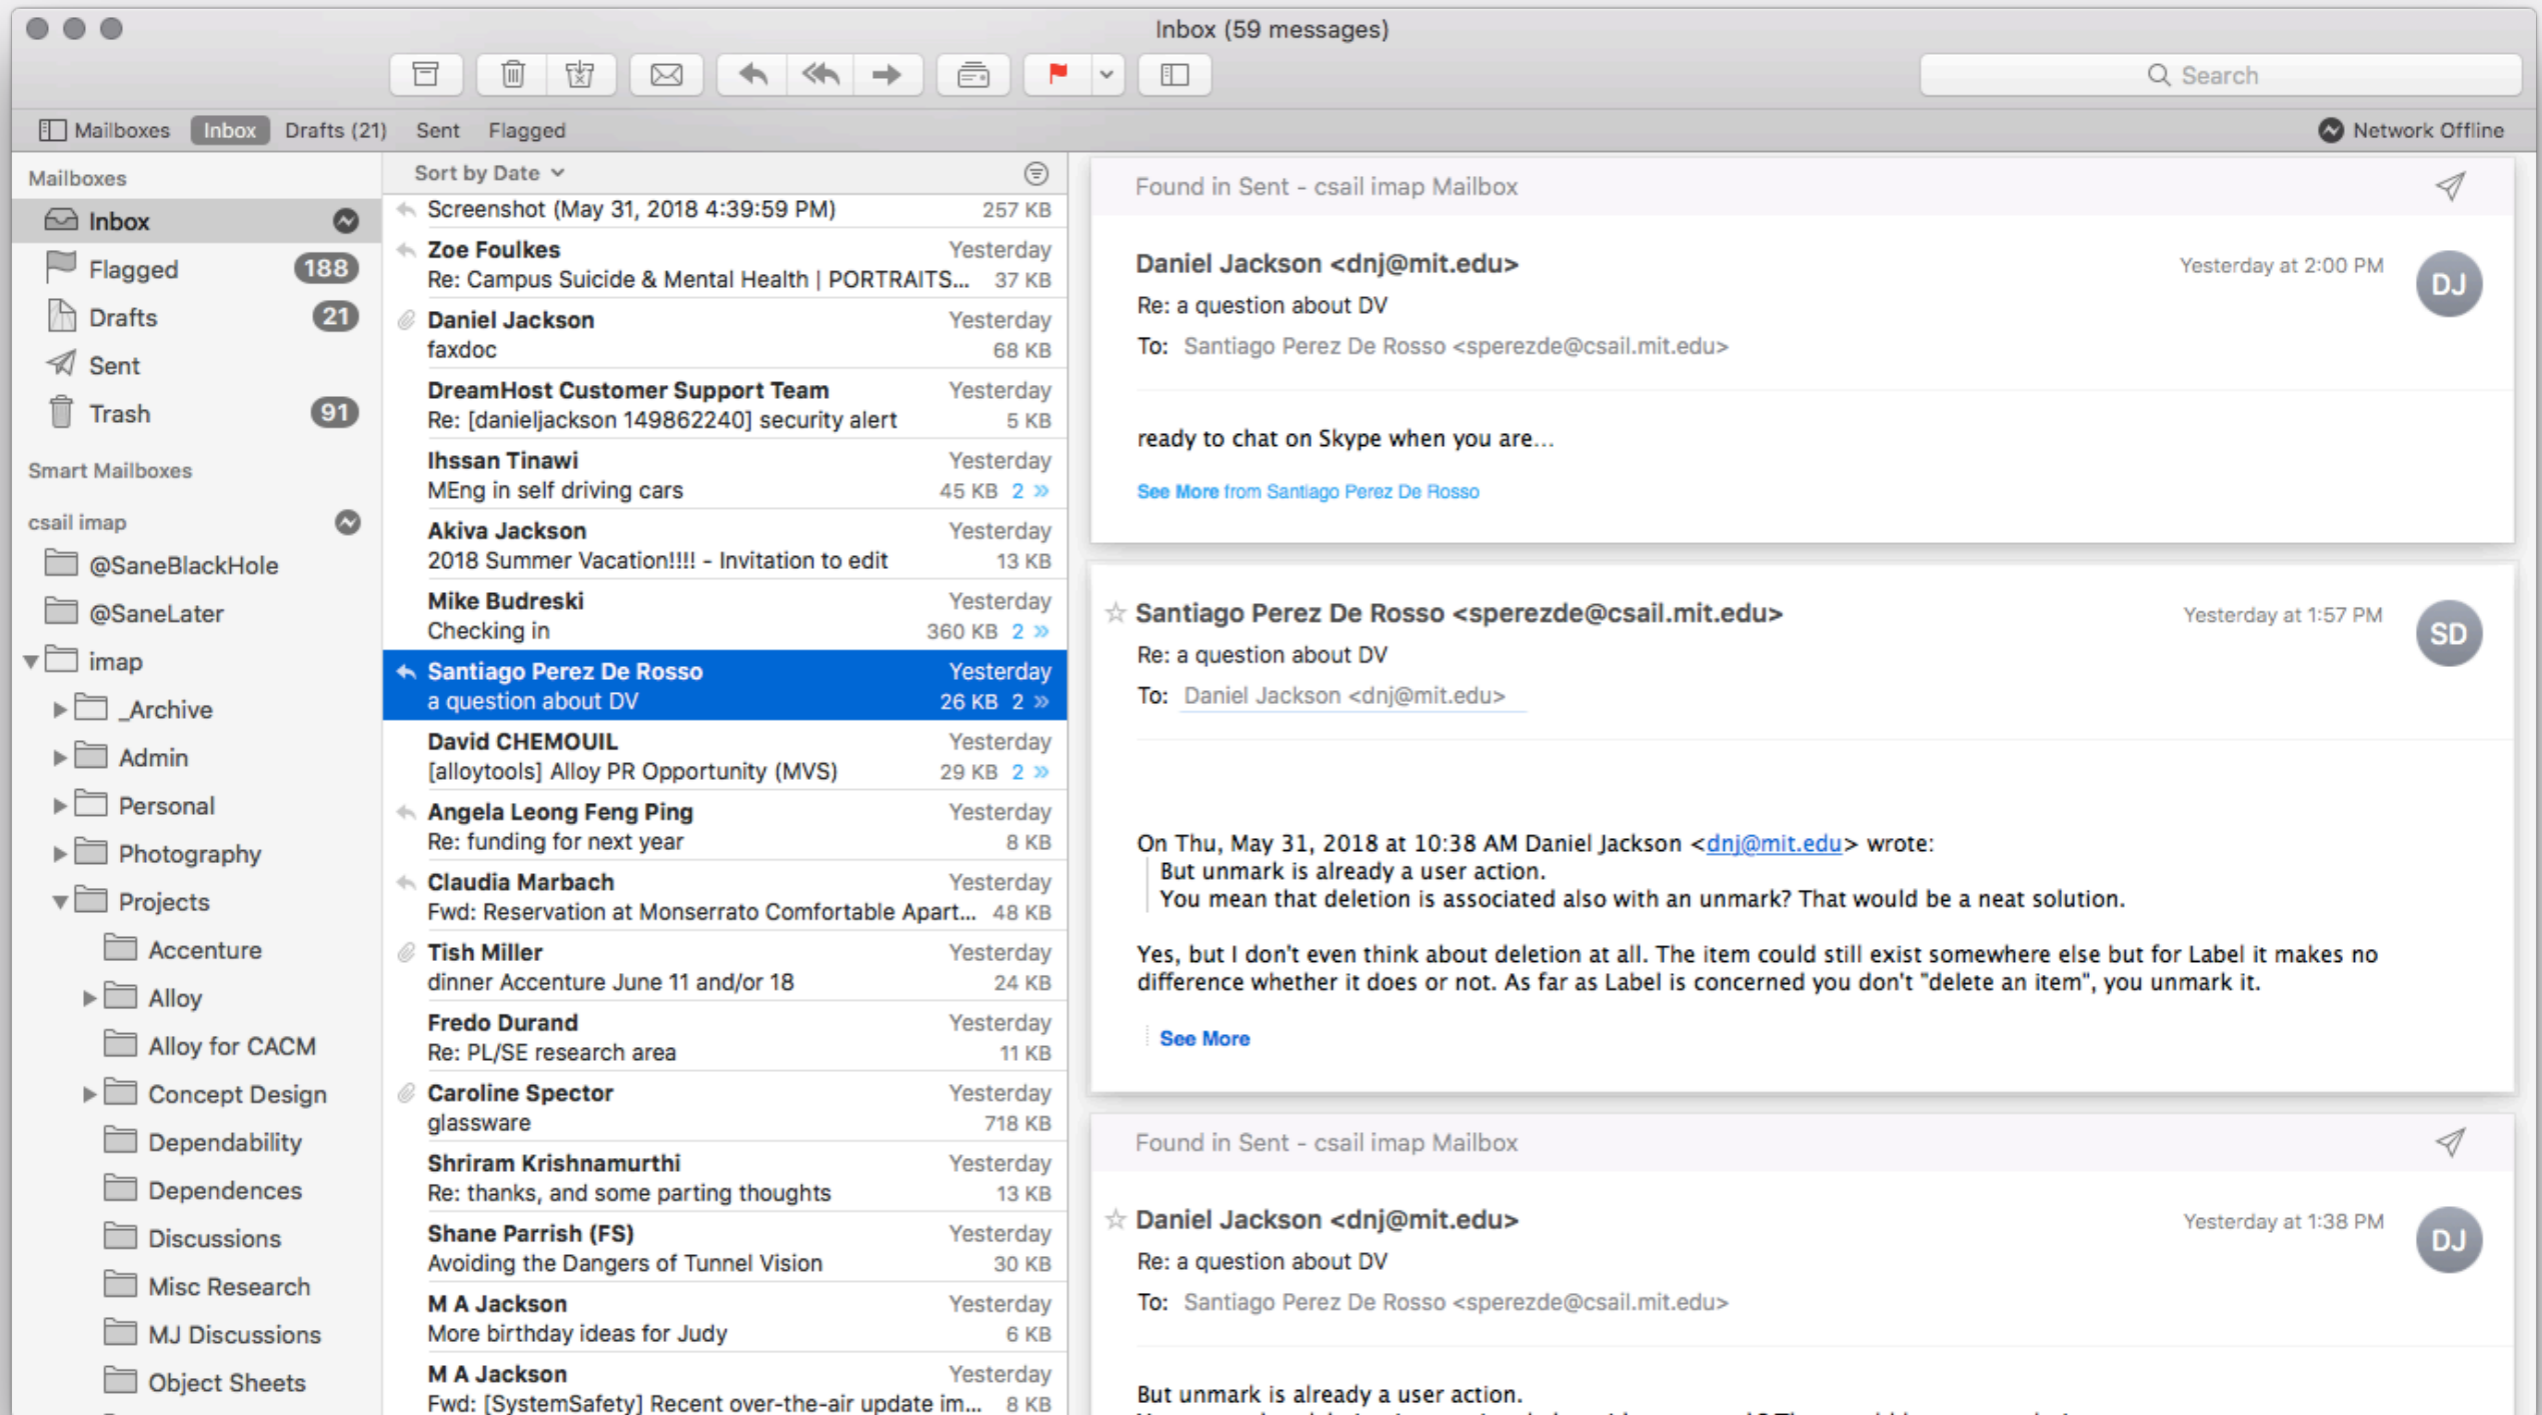 Inbox (59 messages)
Search
Mailboxes Inbox Drafts (21) Sent Flagged Network Offline
Mailboxes
Inbox
Flagged 188
Drafts 21
Sent
Trash 91
Smart Mailboxes
csail imap
@SaneBlackHole
@SaneLater
imap
_Archive
Admin
Personal
Photography
Projects
Accenture
Alloy
Alloy for CACM
Concept Design
Dependability
Dependences
Discussions
Misc Research
MJ Discussions
Object Sheets
Sort by Date
Screenshot (May 31, 2018 4:39:59 PM) 257 KB
Zoe Foulkes Yesterday
Re: Campus Suicide & Mental Health | PORTRAITS... 37 KB
Daniel Jackson Yesterday
faxdoc 68 KB
DreamHost Customer Support Team Yesterday
Re: [danieljackson 149862240] security alert 5 KB
Ihssan Tinawi Yesterday
MEng in self driving cars 45 KB 2 »
Akiva Jackson Yesterday
2018 Summer Vacation!!!! - Invitation to edit 13 KB
Mike Budreski Yesterday
Checking in 360 KB 2 »
Santiago Perez De Rosso Yesterday
a question about DV 26 KB 2 »
David CHEMOUIL Yesterday
[alloytools] Alloy PR Opportunity (MVS) 29 KB 2 »
Angela Leong Feng Ping Yesterday
Re: funding for next year 8 KB
Claudia Marbach Yesterday
Fwd: Reservation at Monserrato Comfortable Apart... 48 KB
Tish Miller Yesterday
dinner Accenture June 11 and/or 18 24 KB
Fredo Durand Yesterday
Re: PL/SE research area 11 KB
Caroline Spector Yesterday
glassware 718 KB
Shriram Krishnamurthi Yesterday
Re: thanks, and some parting thoughts 13 KB
Shane Parrish (FS) Yesterday
Avoiding the Dangers of Tunnel Vision 30 KB
M A Jackson Yesterday
More birthday ideas for Judy 6 KB
M A Jackson Yesterday
Fwd: [SystemSafety] Recent over-the-air update im... 8 KB
Found in Sent - csail imap Mailbox
Daniel Jackson <dnj@mit.edu> Yesterday at 2:00 PM
DJ
Re: a question about DV
To: Santiago Perez De Rosso <sperezde@csail.mit.edu>
ready to chat on Skype when you are...
See More from Santiago Perez De Rosso
Santiago Perez De Rosso <sperezde@csail.mit.edu> Yesterday at 1:57 PM
SD
Re: a question about DV
To: Daniel Jackson <dnj@mit.edu>
On Thu, May 31, 2018 at 10:38 AM Daniel Jackson <dnj@mit.edu> wrote:
But unmark is already a user action.
You mean that deletion is associated also with an unmark? That would be a neat solution.
Yes, but I don't even think about deletion at all. The item could still exist somewhere else but for Label it makes no
difference whether it does or not. As far as Label is concerned you don't "delete an item", you unmark it.
See More
Found in Sent - csail imap Mailbox
Daniel Jackson <dnj@mit.edu> Yesterday at 1:38 PM
DJ
Re: a question about DV
To: Santiago Perez De Rosso <sperezde@csail.mit.edu>
But unmark is already a user action.